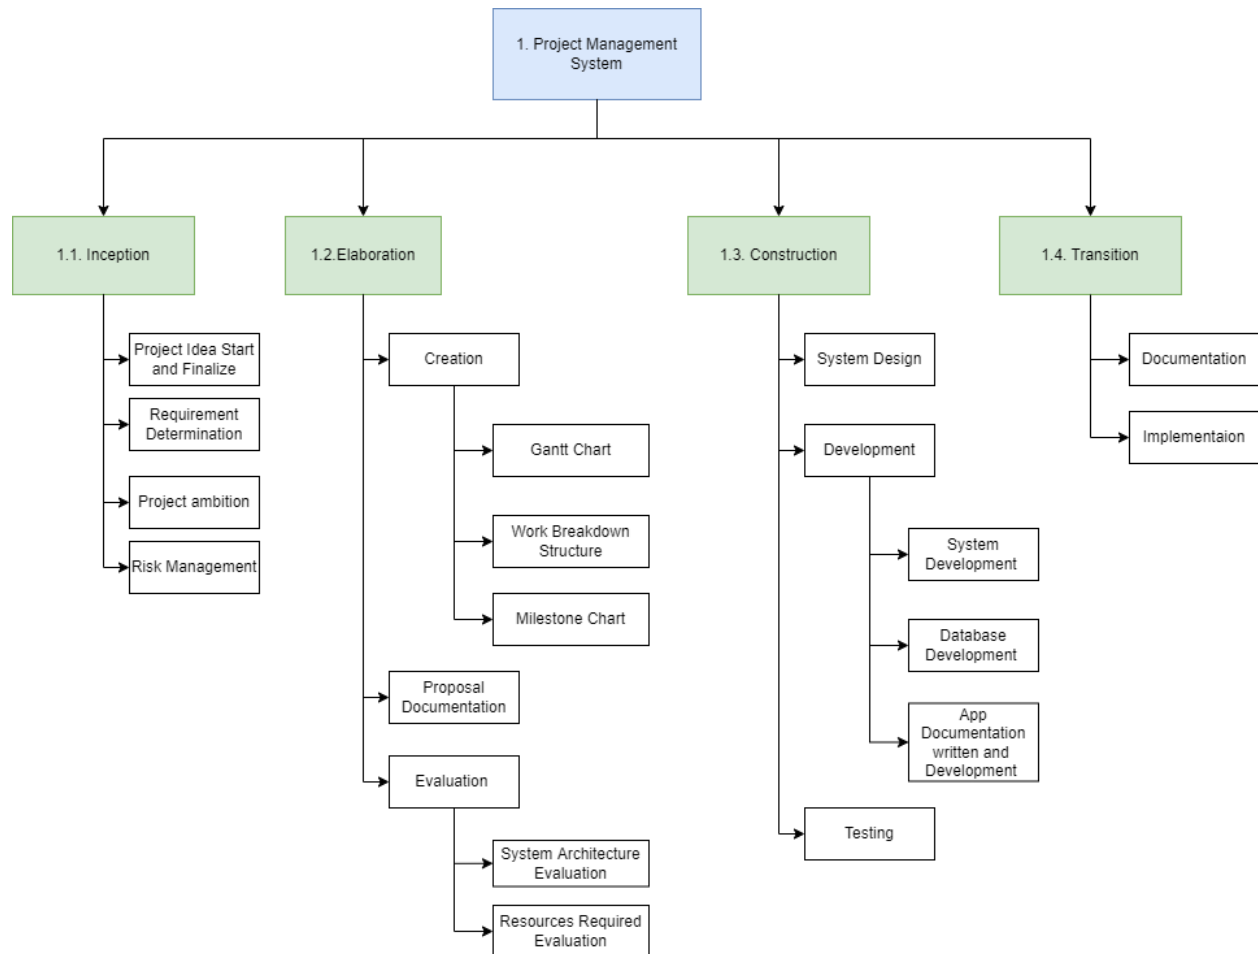 1. Project Management
System
1.1. Inception
1.2.Elaboration
1.3. Construction
1.4. Transition
Project Idea Start
and Finalize
Requirement
Determination
Project ambition
Risk Management
Creation
Gantt Chart
Work Breakdown
Structure
Milestone Chart
Proposal
Documentation
Evaluation
System Architecture
Evaluation
Resources Required
Evaluation
System Design
Development
System
Development
Database
Development
App
Documentation
written and
Development
Testing
Documentation
Implementaion